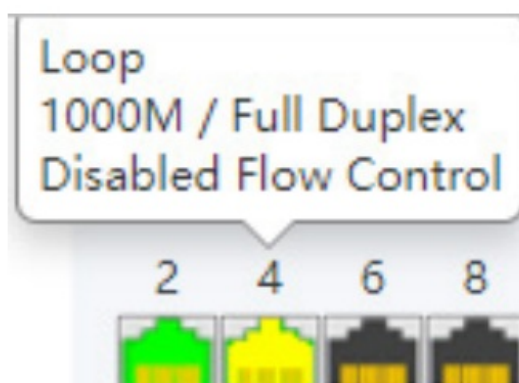 Loop
1000M / Full Duplex
Disabled Flow Control
2 4 6 8